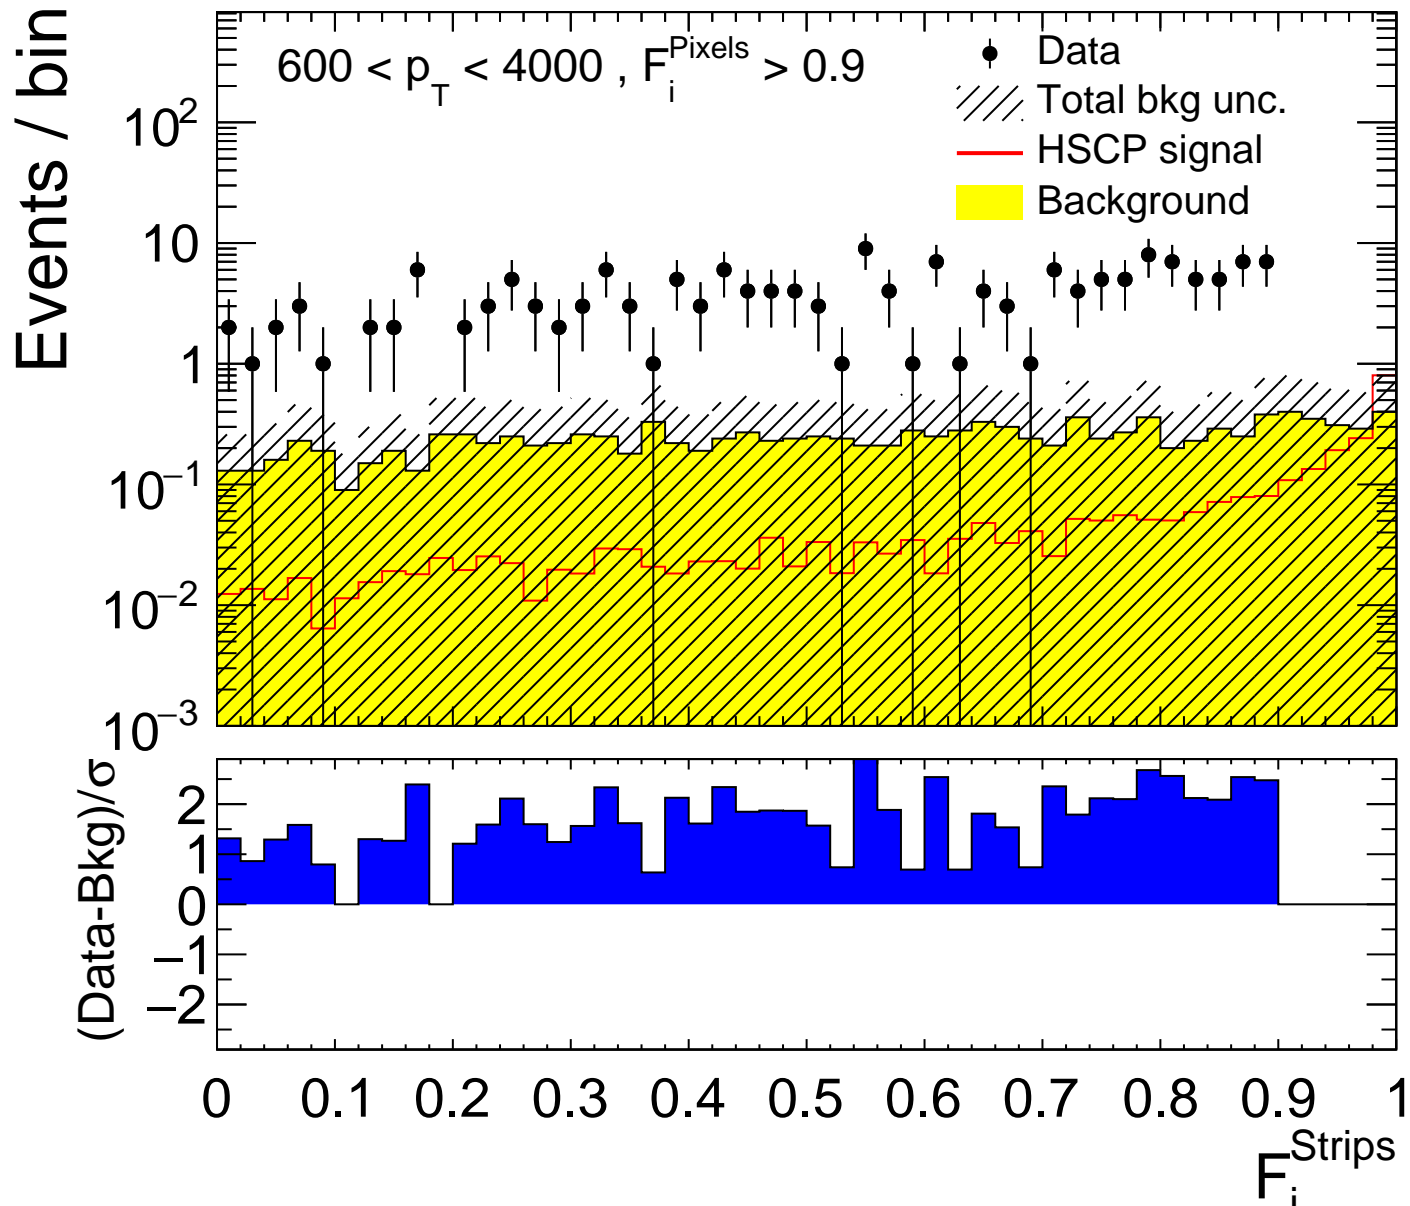 Events / bin
600 < p_T < 4000 , F_i^Pixels > 0.9
Data
Total bkg unc.
HSCP signal
Background
10²
10
1
10⁻¹
10⁻²
10⁻³
(Data-Bkg)/σ
2
1
0
−1
−2
0 0.1 0.2 0.3 0.4 0.5 0.6 0.7 0.8 0.9 1
F_i^Strips